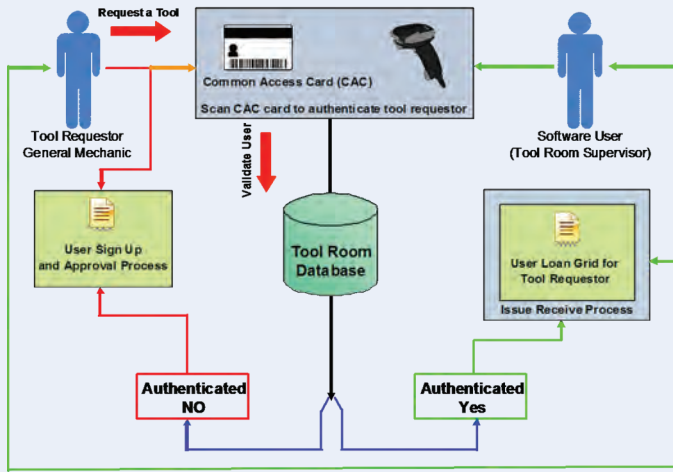 Request a Tool
Common Access Card (CAC)
Scan CAC card to authenticate tool requestor
Tool Requestor
General Mechanic
Software User
(Tool Room Supervisor)
Validate User
User Sign Up
and Approval Process
Tool Room
Database
User Loan Grid for
Tool Requestor
Issue Receive Process
Authenticated
NO
Authenticated
Yes